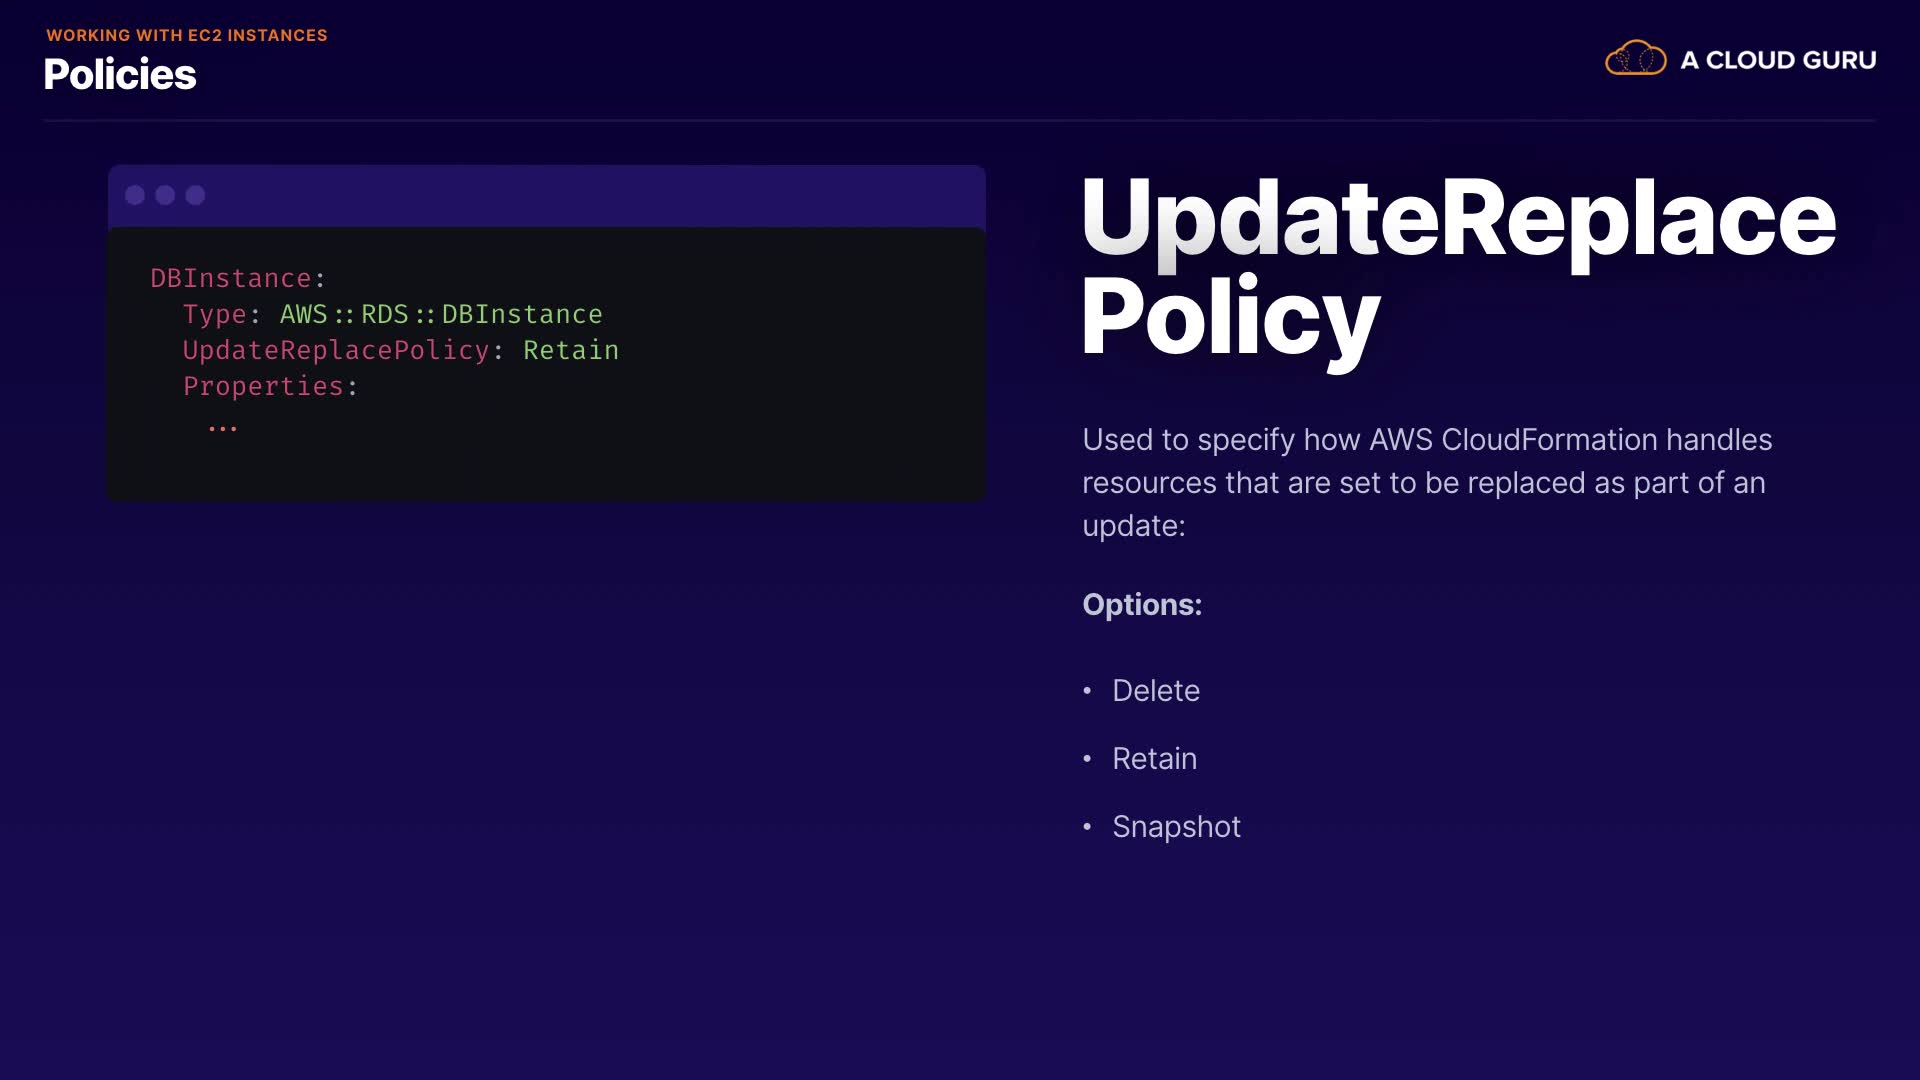 WORKING WITH EC2 INSTANCES
Policies
A CLOUD GURU
DBInstance:
  Type: AWS::RDS::DBInstance
  UpdateReplacePolicy: Retain
  Properties:
    ...
UpdateReplace
Policy
Used to specify how AWS CloudFormation handles
resources that are set to be replaced as part of an
update:
Options:
• Delete
• Retain
• Snapshot